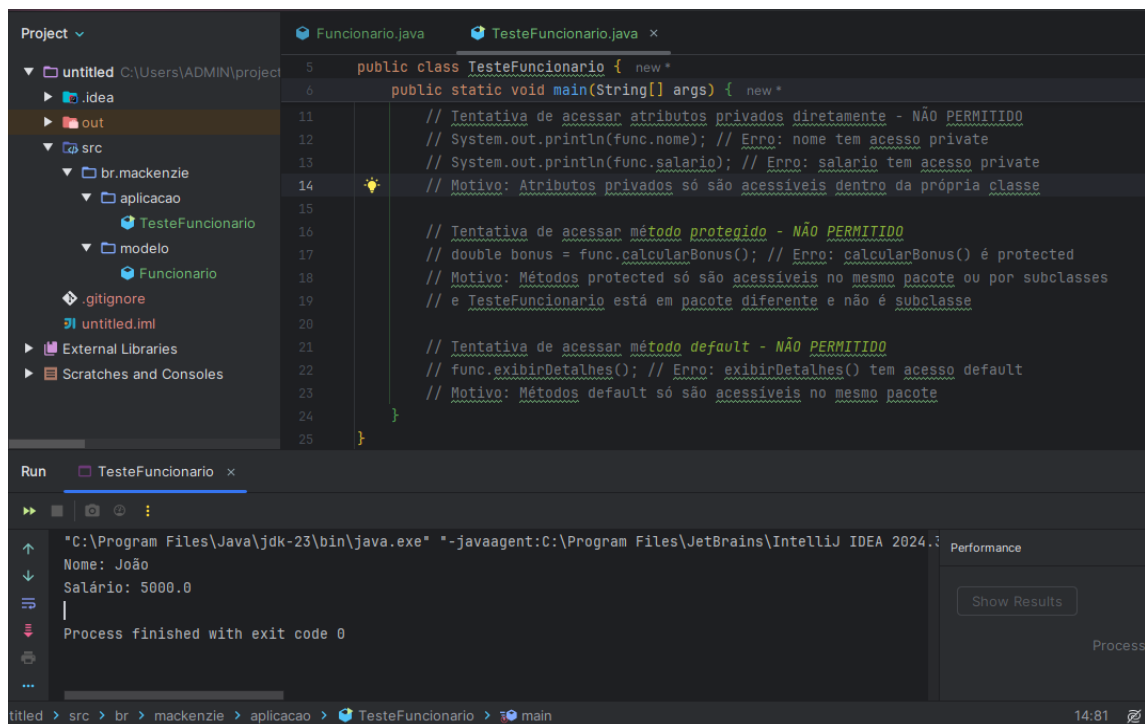 Project
Funcionario.java
TesteFuncionario.java ×
untitled C:\Users\ADMIN\project
.idea
out
src
br.mackenzie
aplicacao
TesteFuncionario
modelo
Funcionario
.gitignore
untitled.iml
External Libraries
Scratches and Consoles
5 public class TesteFuncionario { new *
6 public static void main(String[] args) { new *
11 // Tentativa de acessar atributos privados diretamente - NÃO PERMITIDO
12 // System.out.println(func.nome); // Erro: nome tem acesso private
13 // System.out.println(func.salario); // Erro: salario tem acesso private
14 // Motivo: Atributos privados só são acessíveis dentro da própria classe
15
16 // Tentativa de acessar método protegido - NÃO PERMITIDO
17 // double bonus = func.calcularBonus(); // Erro: calcularBonus() é protected
18 // Motivo: Métodos protected só são acessíveis no mesmo pacote ou por subclasses
19 // e TesteFuncionario está em pacote diferente e não é subclasse
20
21 // Tentativa de acessar método default - NÃO PERMITIDO
22 // func.exibirDetalhes(); // Erro: exibirDetalhes() tem acesso default
23 // Motivo: Métodos default só são acessíveis no mesmo pacote
24 }
25 }
Run TesteFuncionario ×
"C:\Program Files\Java\jdk-23\bin\java.exe" "-javaagent:C:\Program Files\JetBrains\IntelliJ IDEA 2024.3
Nome: João
Salário: 5000.0
Process finished with exit code 0
Performance
Show Results
Process
titled > src > br > mackenzie > aplicacao > TesteFuncionario > main
14:81